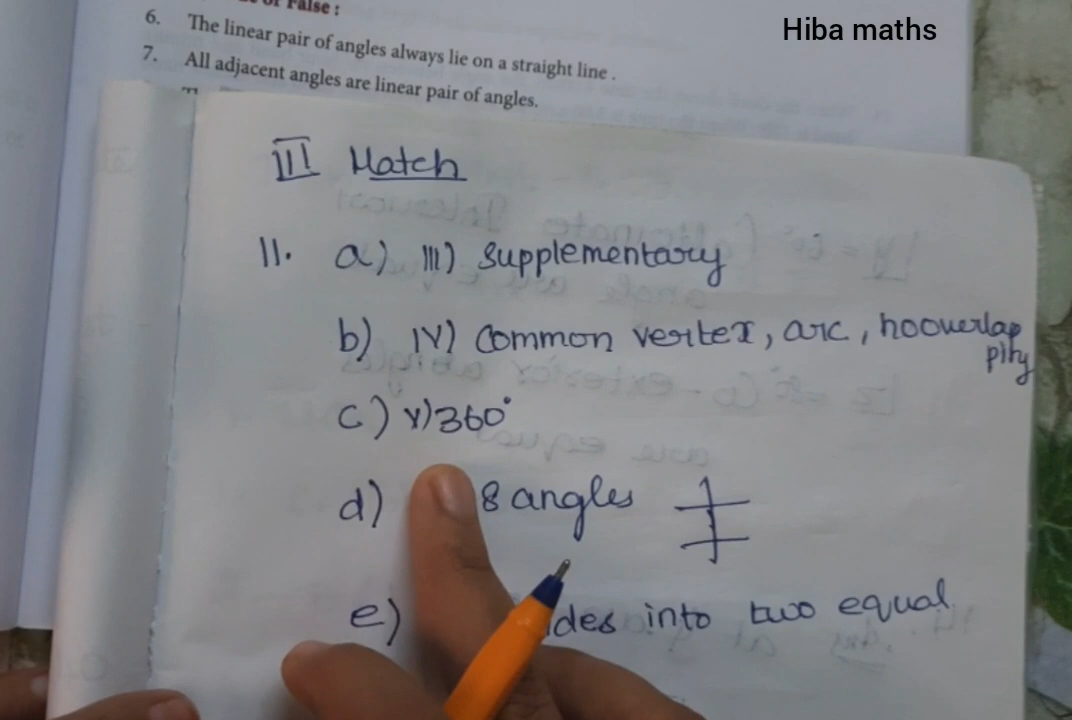 Hiba maths
False :
6. The linear pair of angles always lie on a straight line .
7. All adjacent angles are linear pair of angles.
III Match
11. a) III) Supplementary
b) IV) Common vertex, arc, nooverlap
c) V) 360°
d) 8 angles
e) ides into two equal